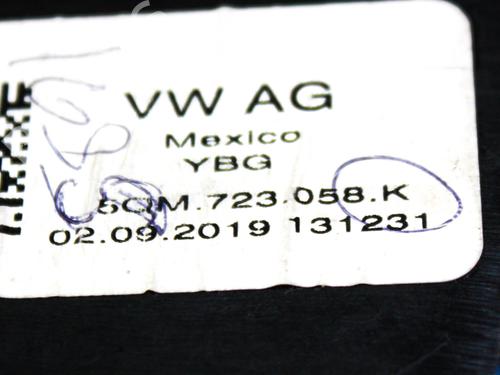 VW AG
Mexico
YBG
5QM.723.058.K
02.09.2019 131231